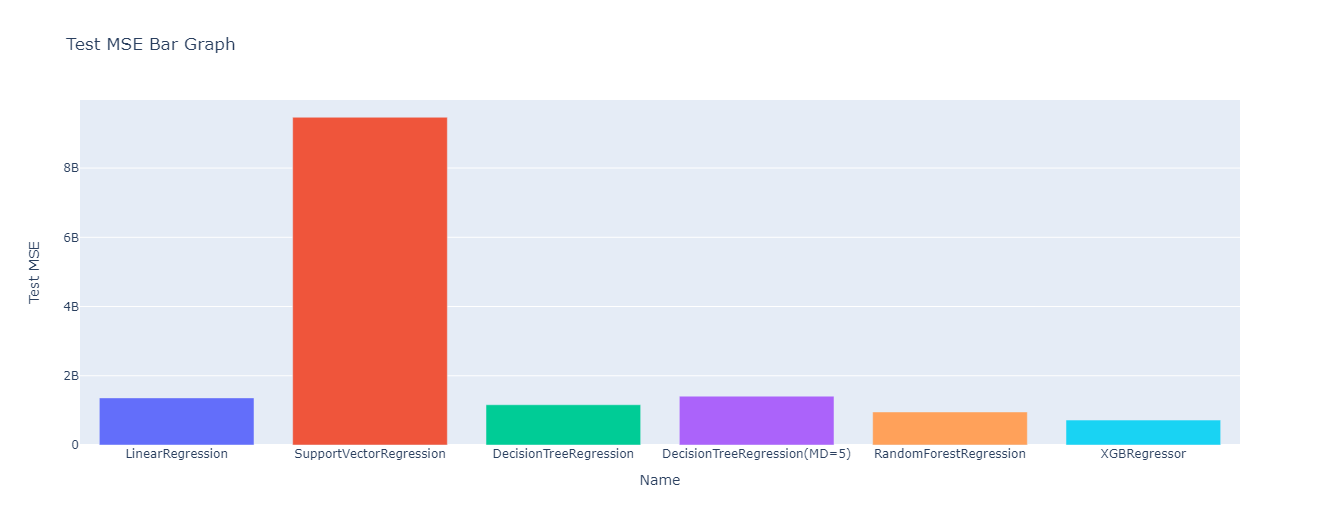 Test MSE Bar Graph
Test MSE
8B
6B
4B
2B
0
LinearRegression SupportVectorRegression DecisionTreeRegression DecisionTreeRegression(MD=5) RandomForestRegression XGBRegressor
Name